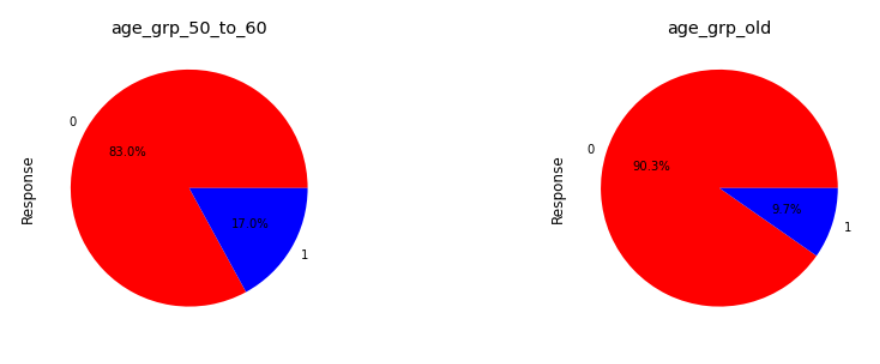 age_grp_50_to_60
0
83.0%
Response
17.0%
1
age_grp_old
0
90.3%
Response
9.7%
1